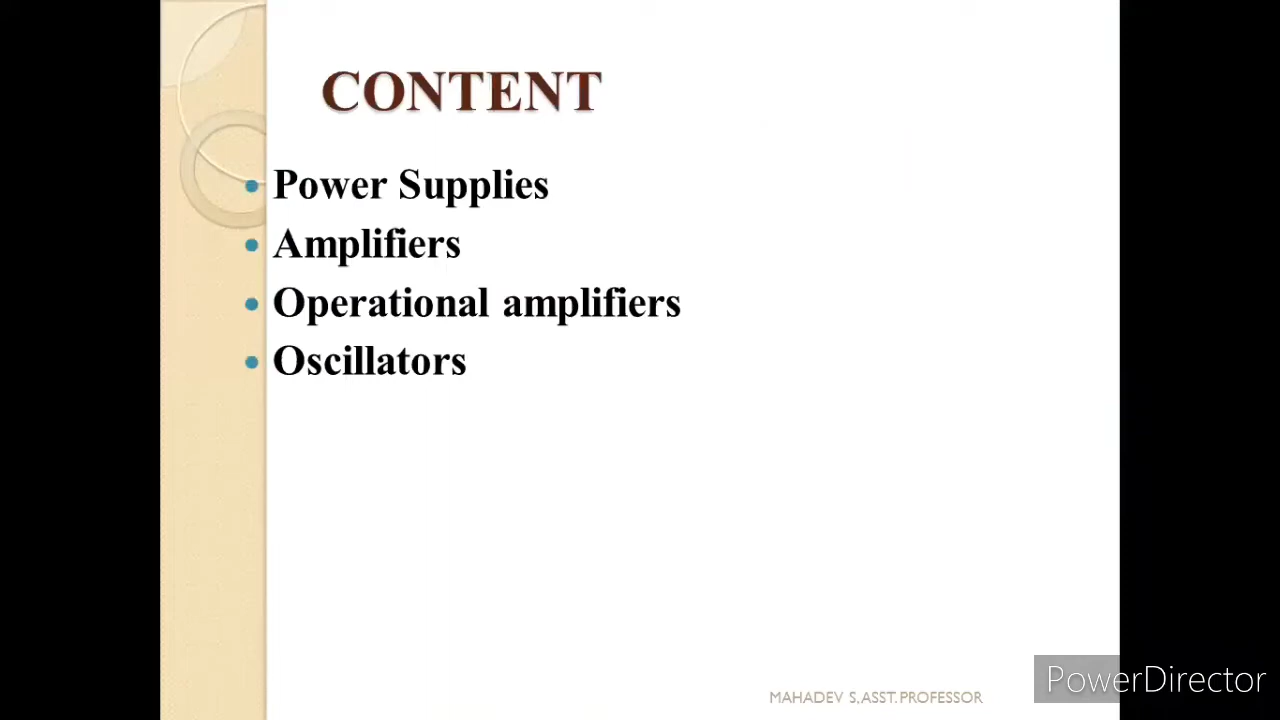 CONTENT
Power Supplies
Amplifiers
Operational amplifiers
Oscillators
MAHADEV S,ASST.PROFESSOR
PowerDirector